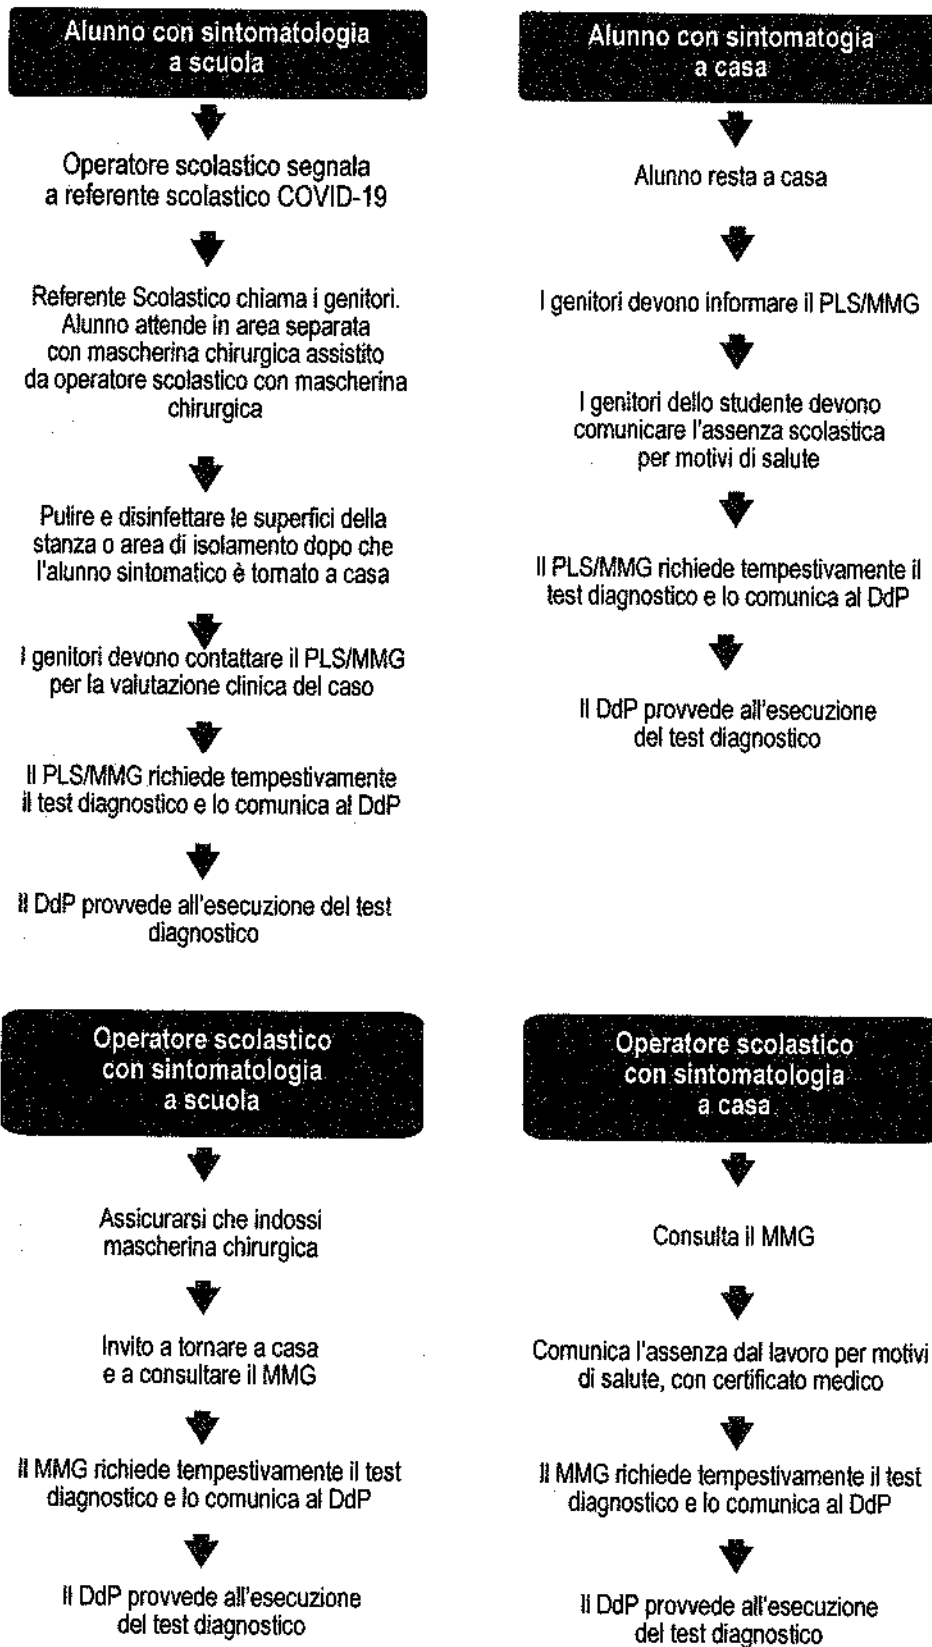 Alunno con sintomatologia
a scuola
Operatore scolastico segnala
a referente scolastico COVID-19
Referente Scolastico chiama i genitori.
Alunno attende in area separata
con mascherina chirurgica assistito
da operatore scolastico con mascherina
chirurgica
Pulire e disinfettare le superfici della
stanza o area di isolamento dopo che
l'alunno sintomatico è tornato a casa
I genitori devono contattare il PLS/MMG
per la valutazione clinica del caso
Il PLS/MMG richiede tempestivamente
il test diagnostico e lo comunica al DdP
Il DdP provvede all'esecuzione del test
diagnostico
Alunno con sintomatogia
a casa
Alunno resta a casa
I genitori devono informare il PLS/MMG
I genitori dello studente devono
comunicare l'assenza scolastica
per motivi di salute
Il PLS/MMG richiede tempestivamente il
test diagnostico e lo comunica al DdP
Il DdP provvede all'esecuzione
del test diagnostico
Operatore scolastico
con sintomatologia
a scuola
Assicurarsi che indossi
mascherina chirurgica
Invito a tornare a casa
e a consultare il MMG
Il MMG richiede tempestivamente il test
diagnostico e lo comunica al DdP
Il DdP provvede all'esecuzione
del test diagnostico
Operatore scolastico
con sintomatologia
a casa
Consulta il MMG
Comunica l'assenza dal lavoro per motivi
di salute, con certificato medico
Il MMG richiede tempestivamente il test
diagnostico e lo comunica al DdP
Il DdP provvede all'esecuzione
del test diagnostico